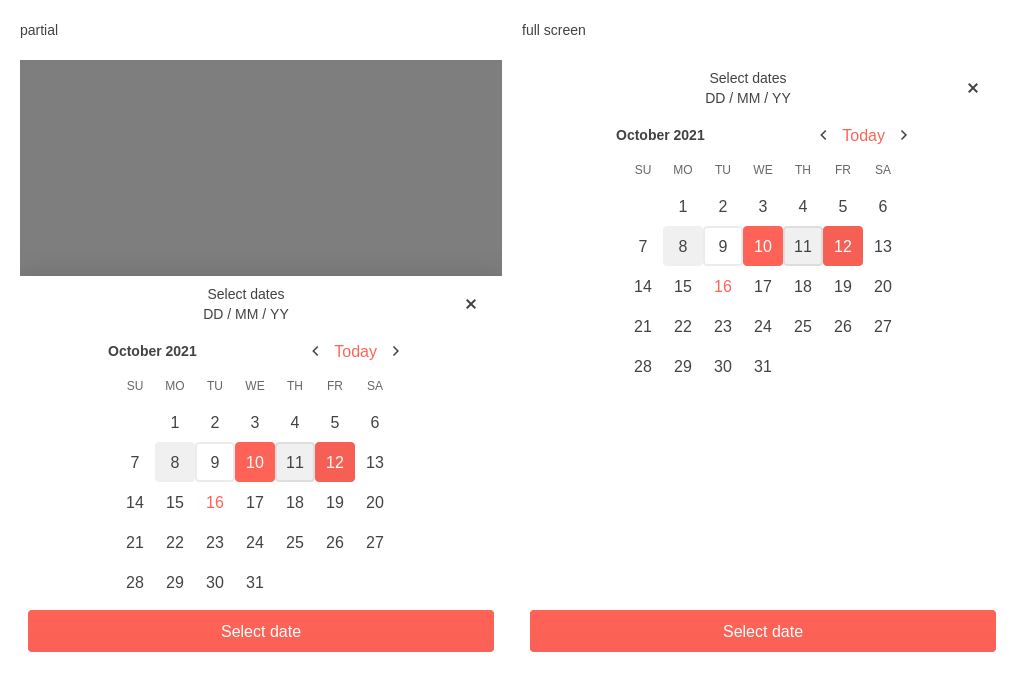 partial
Select dates
DD / MM / YY
October 2021
Today
SU MO TU WE TH FR SA
1 2 3 4 5 6
7 8 9 10 11 12 13
14 15 16 17 18 19 20
21 22 23 24 25 26 27
28 29 30 31
Select date
full screen
Select dates
DD / MM / YY
October 2021
Today
SU MO TU WE TH FR SA
1 2 3 4 5 6
7 8 9 10 11 12 13
14 15 16 17 18 19 20
21 22 23 24 25 26 27
28 29 30 31
Select date